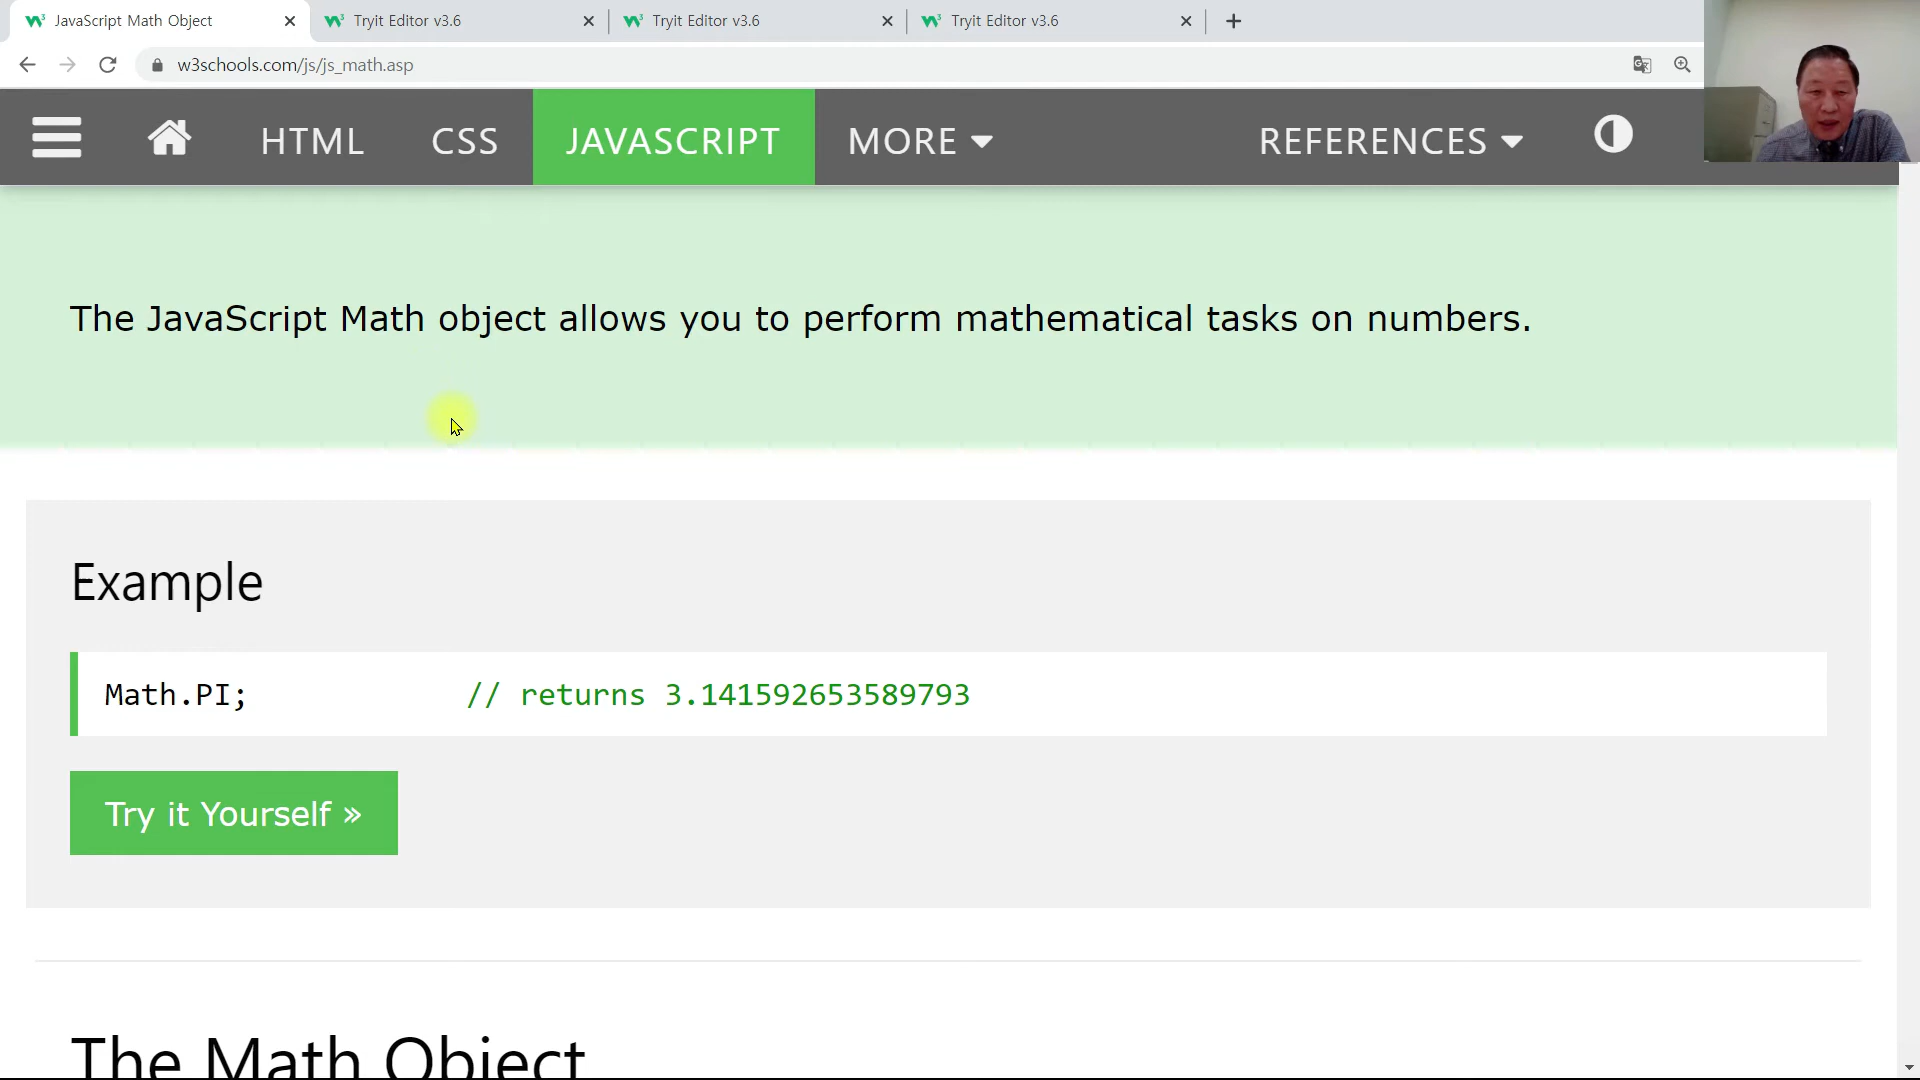 JavaScript Math Object
Tryit Editor v3.6
Tryit Editor v3.6
Tryit Editor v3.6
w3schools.com/js/js_math.asp
HTML CSS JAVASCRIPT MORE REFERENCES
The JavaScript Math object allows you to perform mathematical tasks on numbers.
Example
Math.PI; // returns 3.141592653589793
Try it Yourself »
The Math Object